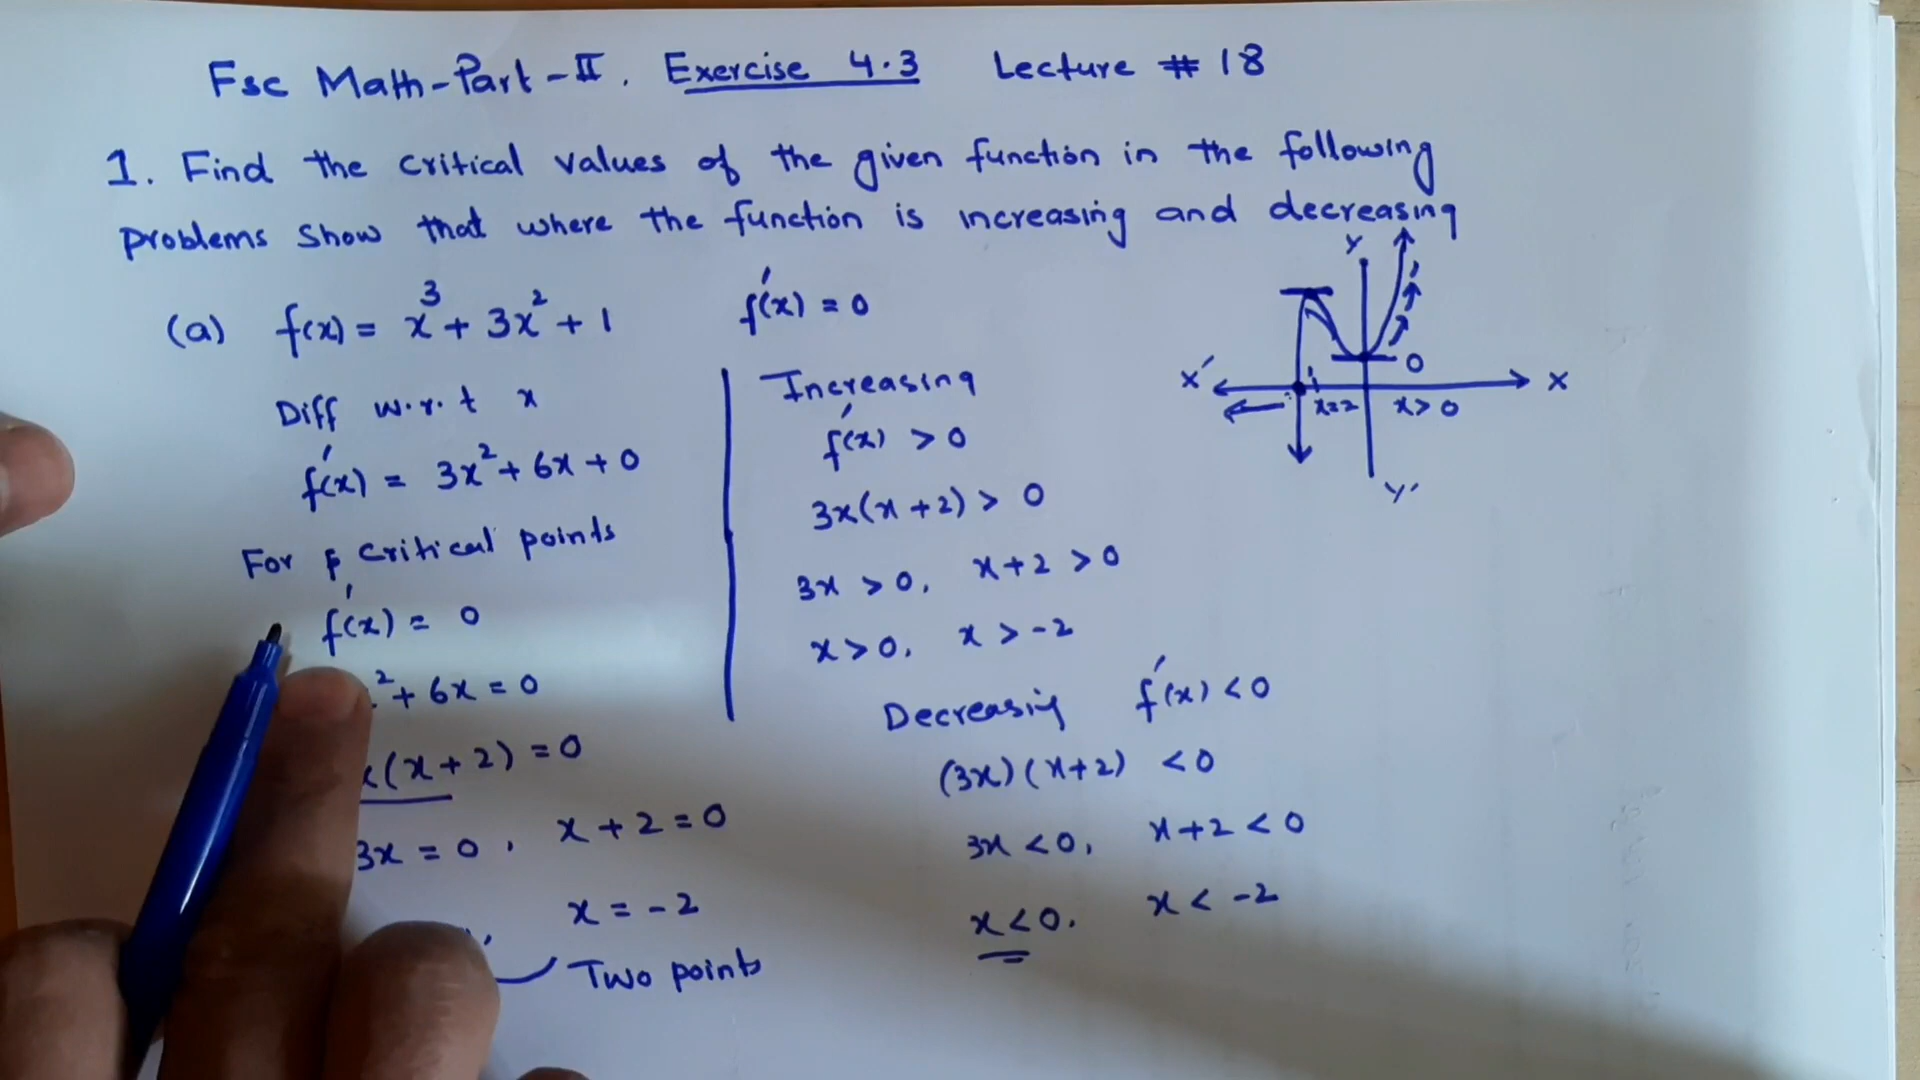 Fsc Math-Part-II. Exercise 4.3 Lecture # 18
1. Find the critical values of the given function in the following
problems show that where the function is increasing and decreasing
(a) f(x) = x³ + 3x² + 1
f'(x) = 0
Diff w.r.t x
f'(x) = 3x² + 6x + 0
For critical points
f'(x) = 0
² + 6x = 0
(x + 2) = 0
3x = 0, x + 2 = 0
x = -2
Two points
Increasing
f'(x) > 0
3x(x + 2) > 0
3x > 0, x + 2 > 0
x > 0, x > -2
Decreasing f'(x) < 0
(3x)(x+2) < 0
3x < 0, x + 2 < 0
x < 0, x < -2
Y
0
X' X
x > 0
Y'